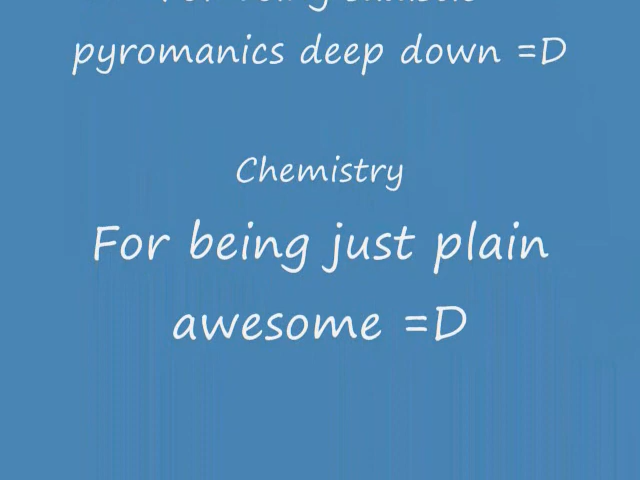 pyromanics deep down =D
Chemistry
For being just plain
awesome =D